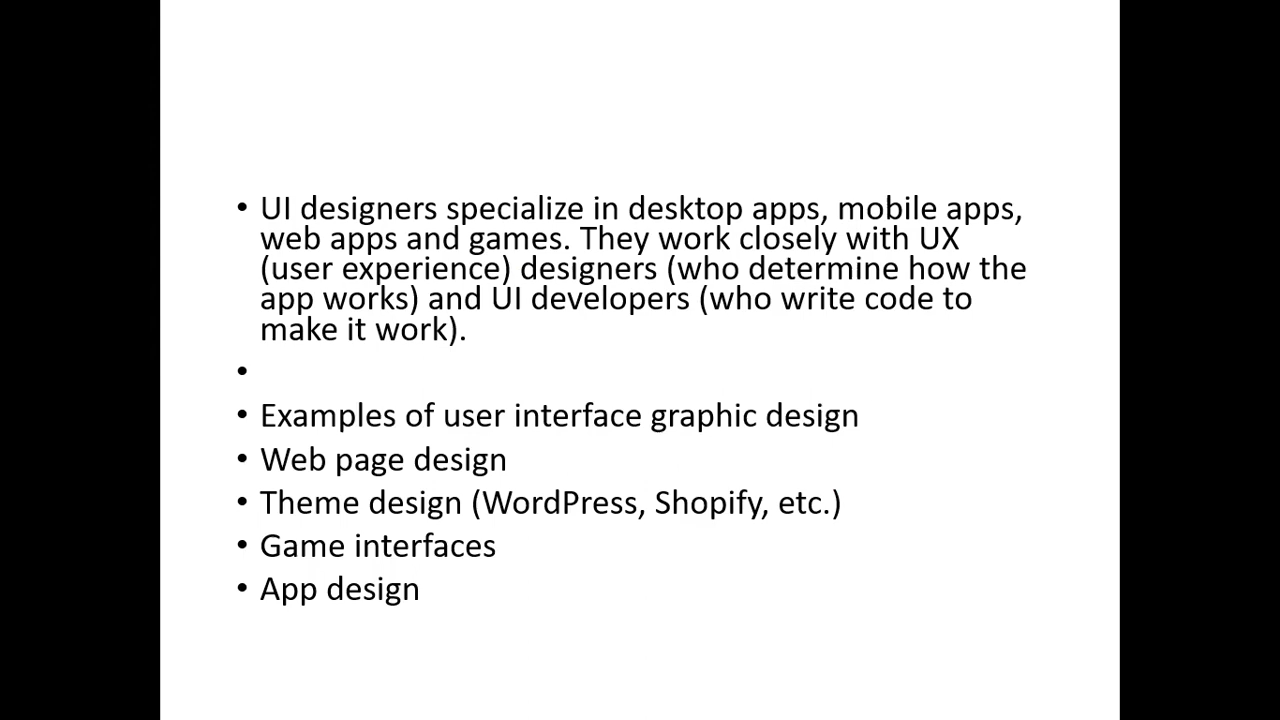 • UI designers specialize in desktop apps, mobile apps,
web apps and games. They work closely with UX
(user experience) designers (who determine how the
app works) and UI developers (who write code to
make it work).
•
• Examples of user interface graphic design
• Web page design
• Theme design (WordPress, Shopify, etc.)
• Game interfaces
• App design